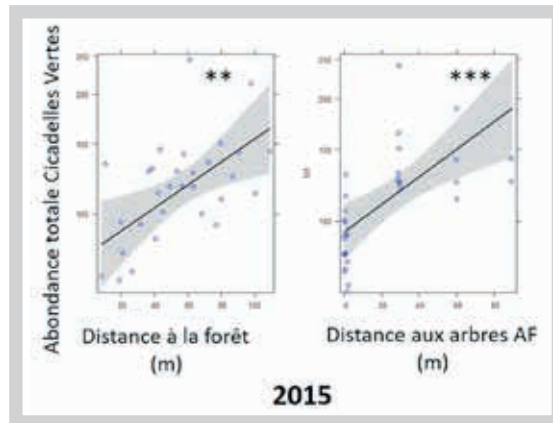 Abondance totale Cicadelles Vertes
**
***
Distance à la forêt
(m)
Distance aux arbres AF
(m)
2015